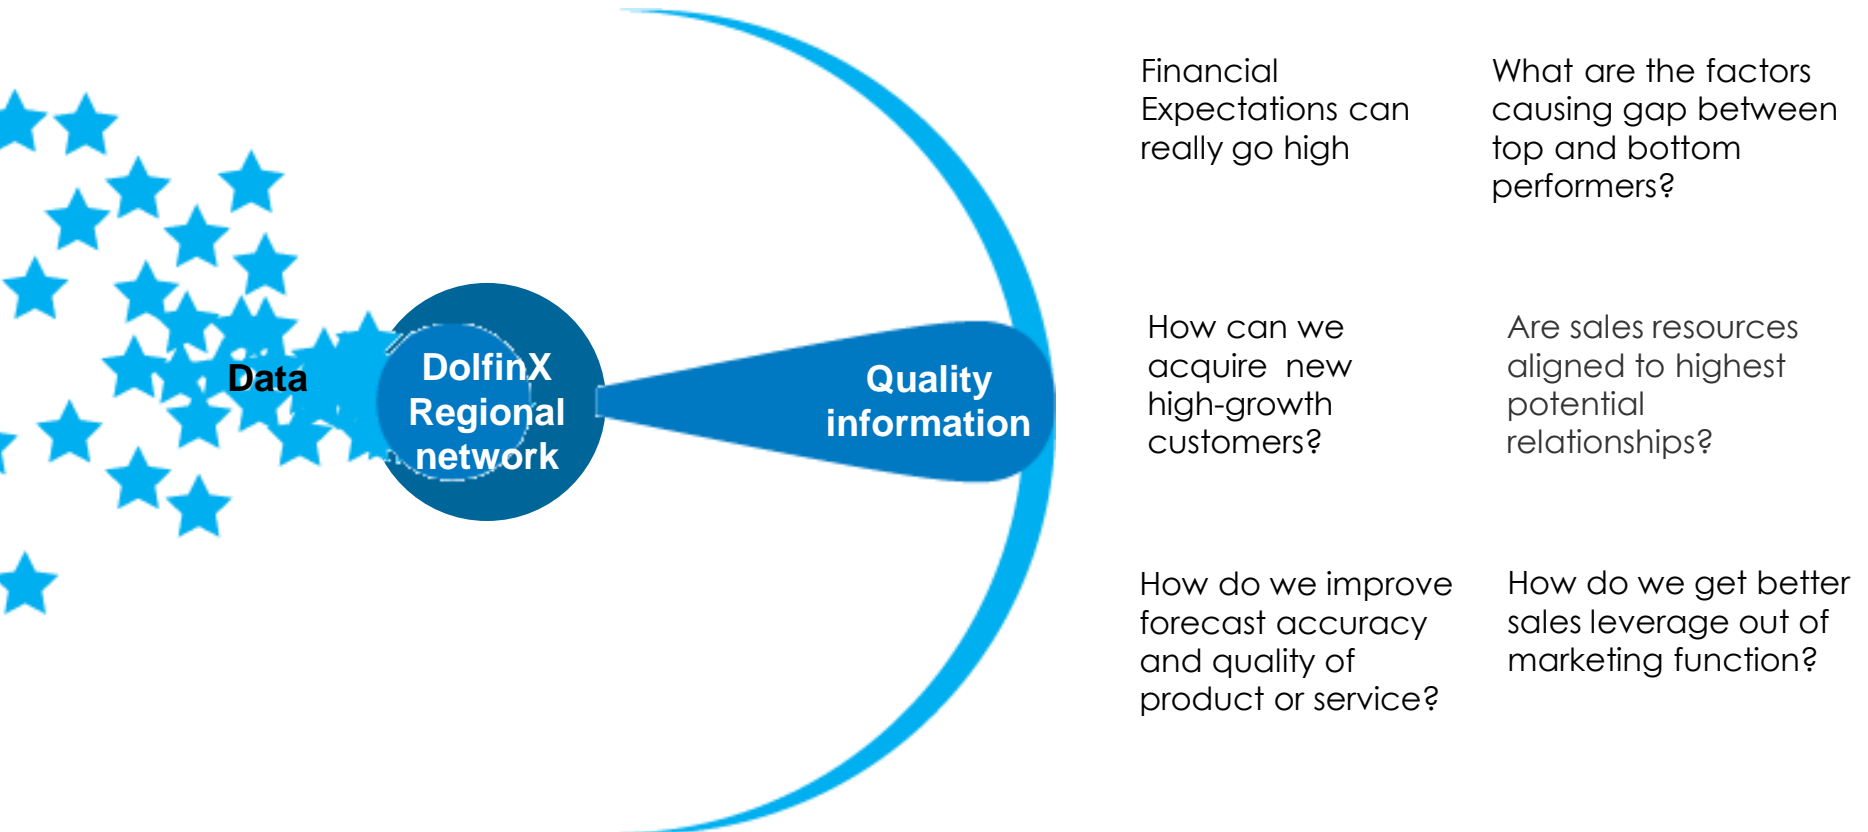 Data
DolfinX
Regional
network
Quality
information
Financial
Expectations can
really go high
What are the factors
causing gap between
top and bottom
performers?
How can we
acquire  new
high-growth
customers?
Are sales resources
aligned to highest
potential
relationships?
How do we improve
forecast accuracy
and quality of
product or service?
How do we get better
sales leverage out of
marketing function?